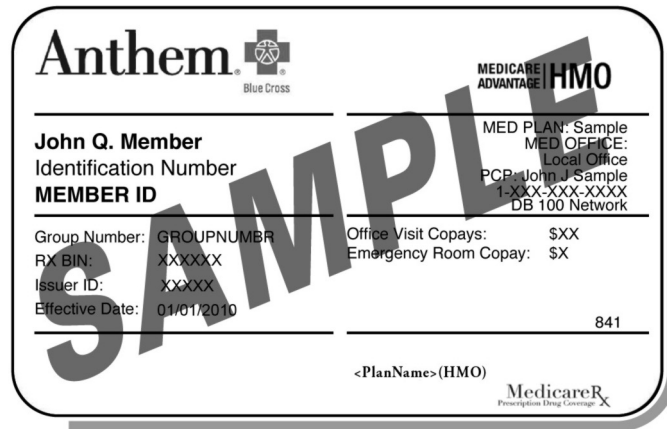 Anthem.
Blue Cross
MEDICARE ADVANTAGE | HMO
John Q. Member
Identification Number
MEMBER ID
MED PLAN: Sample
MED OFFICE:
Local Office
PCP: John J Sample
1-XXX-XXX-XXXX
DB 100 Network
Group Number: GROUPNUMBR
RX BIN: XXXXXX
Issuer ID: XXXXX
Effective Date: 01/01/2010
Office Visit Copays: $XX
Emergency Room Copay: $X
841
<PlanName>(HMO)
MedicareRx
Prescription Drug Coverage
SAMPLE